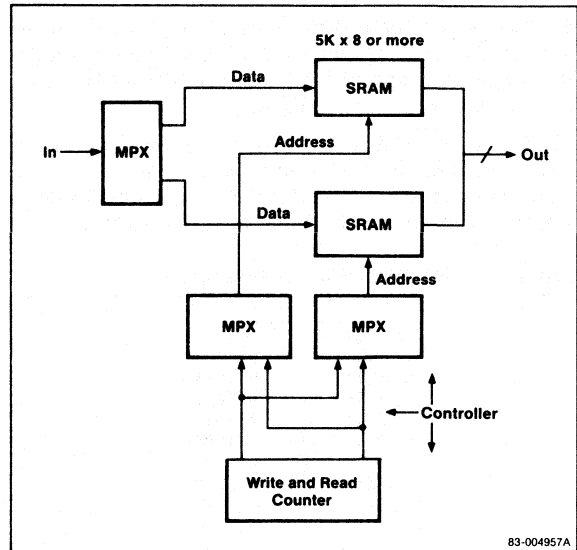 5K x 8 or more
Data
SRAM
In
MPX
Address
Out
Data
SRAM
Address
MPX
MPX
Controller
Write and Read
Counter
83-004957A